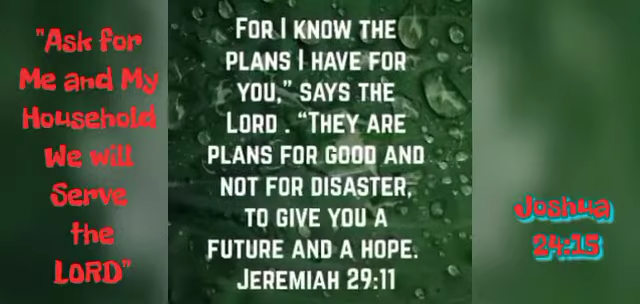 "Ask for
Me and My
Household
We will
Serve
the
LORD"
FOR I KNOW THE
PLANS I HAVE FOR
YOU," SAYS THE
LORD . "THEY ARE
PLANS FOR GOOD AND
NOT FOR DISASTER,
TO GIVE YOU A
FUTURE AND A HOPE.
JEREMIAH 29:11
Joshua
24:15